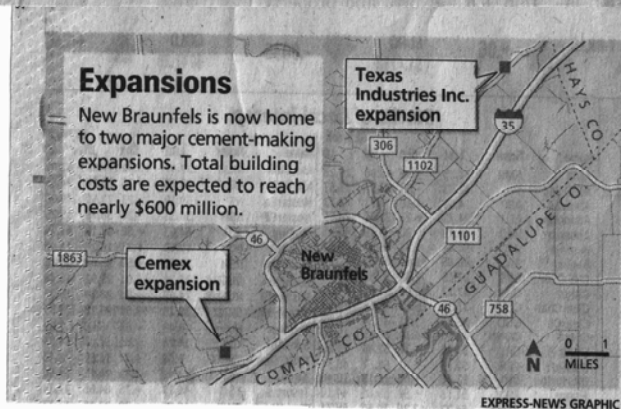 Expansions
New Braunfels is now home
to two major cement-making
expansions. Total building
costs are expected to reach
nearly $600 million.
Texas
Industries Inc.
expansion
35
HAYS CO.
306
1102
46
1863
New
Braunfels
1101
GUADALUPE CO.
Cemex
expansion
46
758
COMAL CO.
N
0 1
MILES
EXPRESS-NEWS GRAPHIC